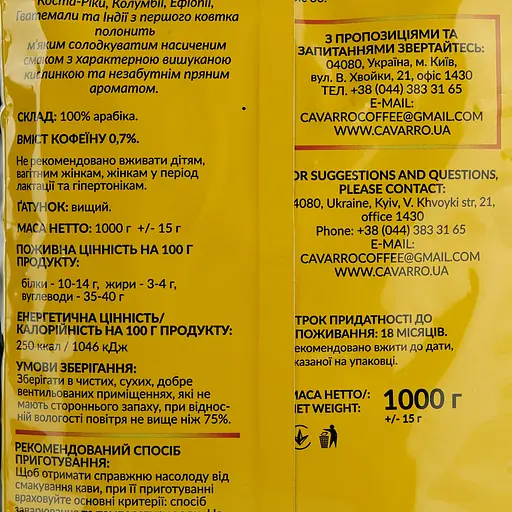 Коста-Ріки, Колумбії, Ефіопії,
Гватемали та Індії з першого ковтка
полонить
м'яким солодкуватим насиченим
смаком з характерною вишуканою
кислинкою та незабутнім пряним
ароматом.
СКЛАД: 100% арабіка.
ВМІСТ КОФЕЇНУ 0,7%.
Не рекомендовано вживати дітям,
вагітним жінкам, жінкам у період
лактації та гіпертонікам.
ҐАТУНОК: вищий.
МАСА НЕТТО: 1000 г +/- 15 г
ПОЖИВНА ЦІННІСТЬ НА 100 Г
ПРОДУКТУ:
білки - 10-14 г, жири - 3-4 г,
вуглеводи - 35-40 г
ЕНЕРГЕТИЧНА ЦІННІСТЬ/
КАЛОРІЙНІСТЬ НА 100 Г ПРОДУКТУ:
250 ккал / 1046 кДж
УМОВИ ЗБЕРІГАННЯ:
Зберігати в чистих, сухих, добре
вентильованих приміщеннях, які не
мають стороннього запаху, при віднос-
ній вологості повітря не вище ніж 75%.
РЕКОМЕНДОВАНИЙ СПОСІБ
ПРИГОТУВАННЯ:
Щоб отримати справжню насолоду від
смакування кави, при її приготуванні
враховуйте основні критерії: спосіб
З ПРОПОЗИЦІЯМИ ТА
ЗАПИТАННЯМИ ЗВЕРТАЙТЕСЬ:
04080, Україна, м. Київ,
вул. В. Хвойки, 21, офіс 1430
ТЕЛ. +38 (044) 383 31 65
E-MAIL:
CAVARROCOFFEE@GMAIL.COM
WWW.CAVARRO.UA
OR SUGGESTIONS AND QUESTIONS,
PLEASE CONTACT:
4080, Ukraine, Kyiv, V. Khvoyki str, 21,
office 1430
Phone: +38 (044) 383 31 65
E-MAIL:
CAVARROCOFFEE@GMAIL.COM
WWW.CAVARRO.UA
ТРОК ПРИДАТНОСТІ ДО
ПОЖИВАННЯ: 18 МІСЯЦІВ.
екомендовано вжити до дати,
казаної на упаковці.
МАСА НЕТТО/:
ET WEIGHT:
1000 г
+/- 15 г